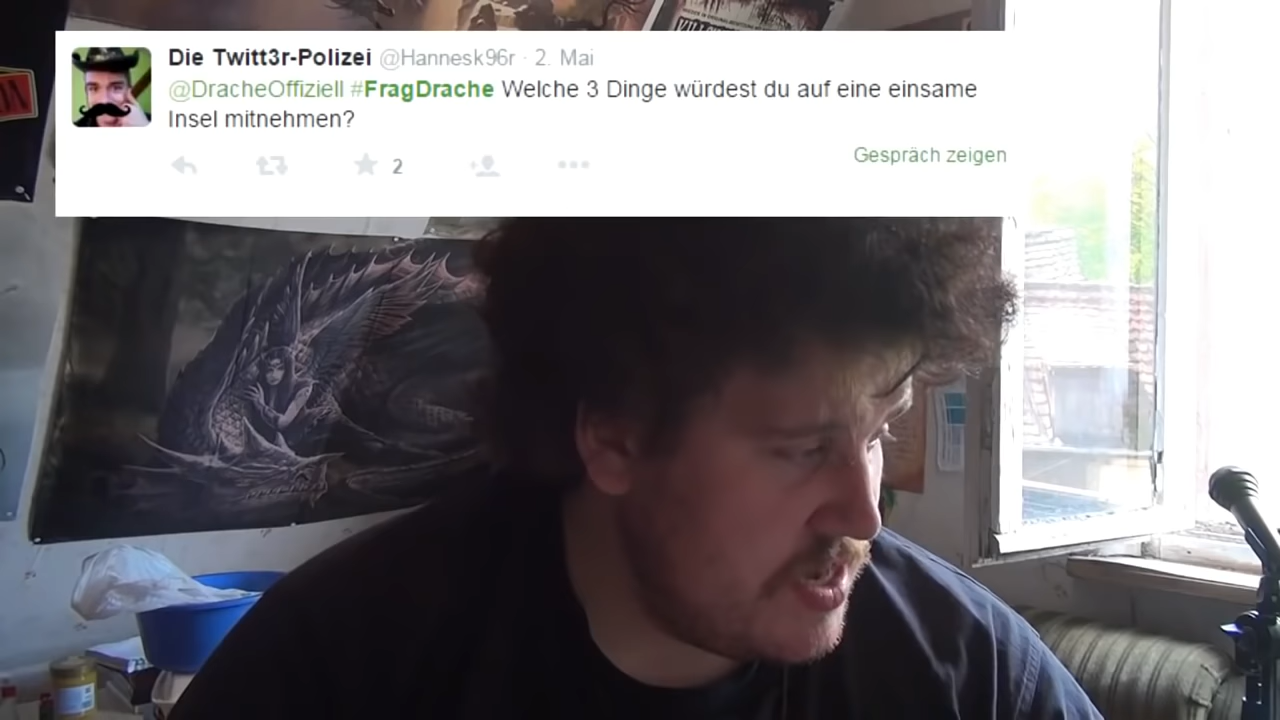 Die Twitt3r-Polizei @Hannesk96r · 2. Mai
@DracheOffiziell #FragDrache Welche 3 Dinge würdest du auf eine einsame
Insel mitnehmen?
2
Gespräch zeigen